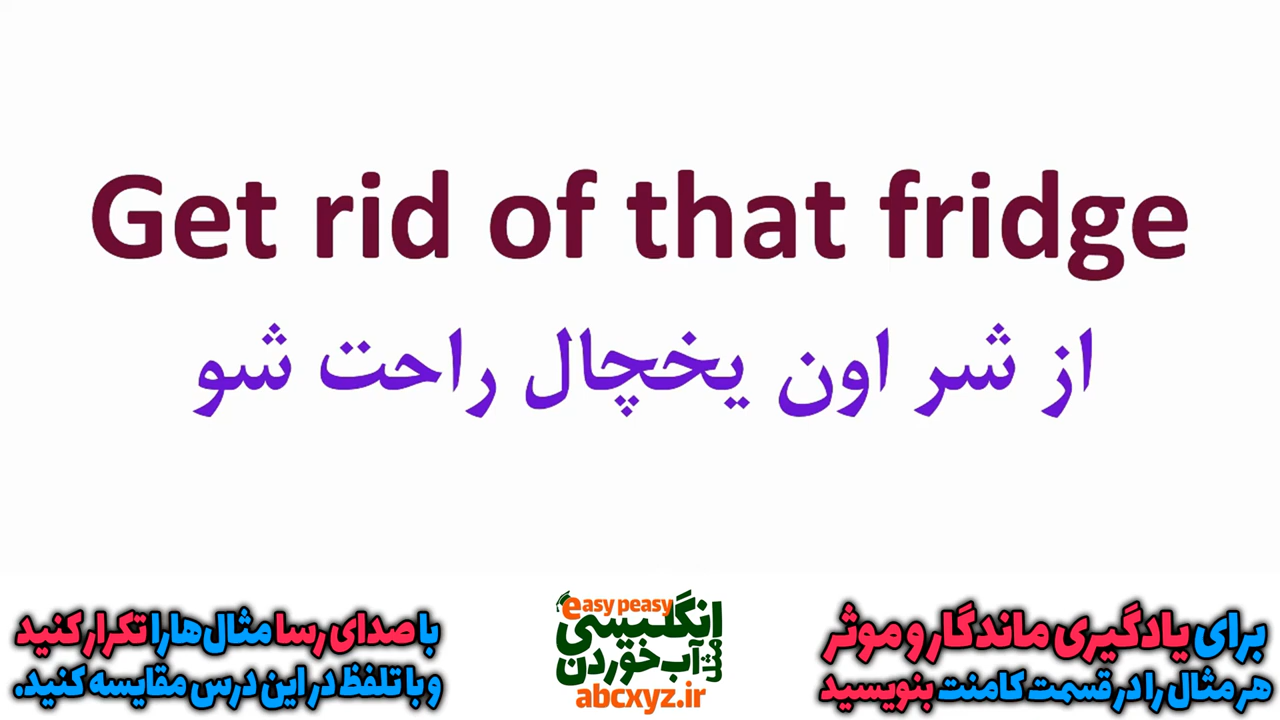 Get rid of that fridge
از شر اون یخچال راحت شو
برای یادگیری ماندگار و موثر
هر مثال را در قسمت کامنت بنویسید
easy peasy
انگلیسی
مثل آب خوردن
abcxyz.ir
با صدای رسا مثال‌ها را تکرار کنید
و با تلفظ در این درس مقایسه کنید.